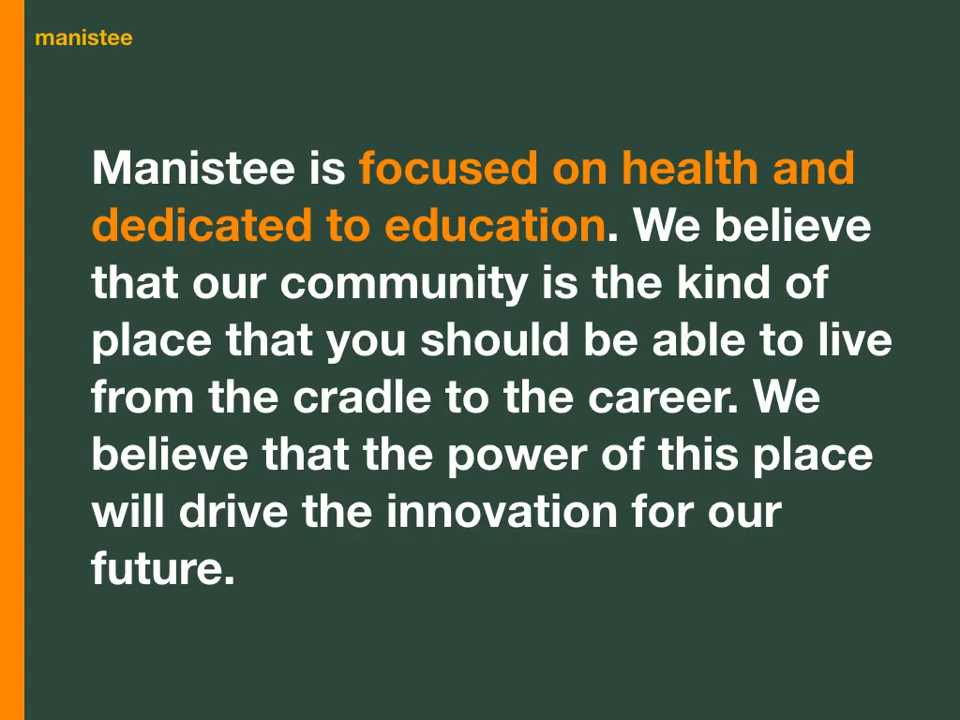 manistee
Manistee is focused on health and
dedicated to education. We believe
that our community is the kind of
place that you should be able to live
from the cradle to the career. We
believe that the power of this place
will drive the innovation for our
future.